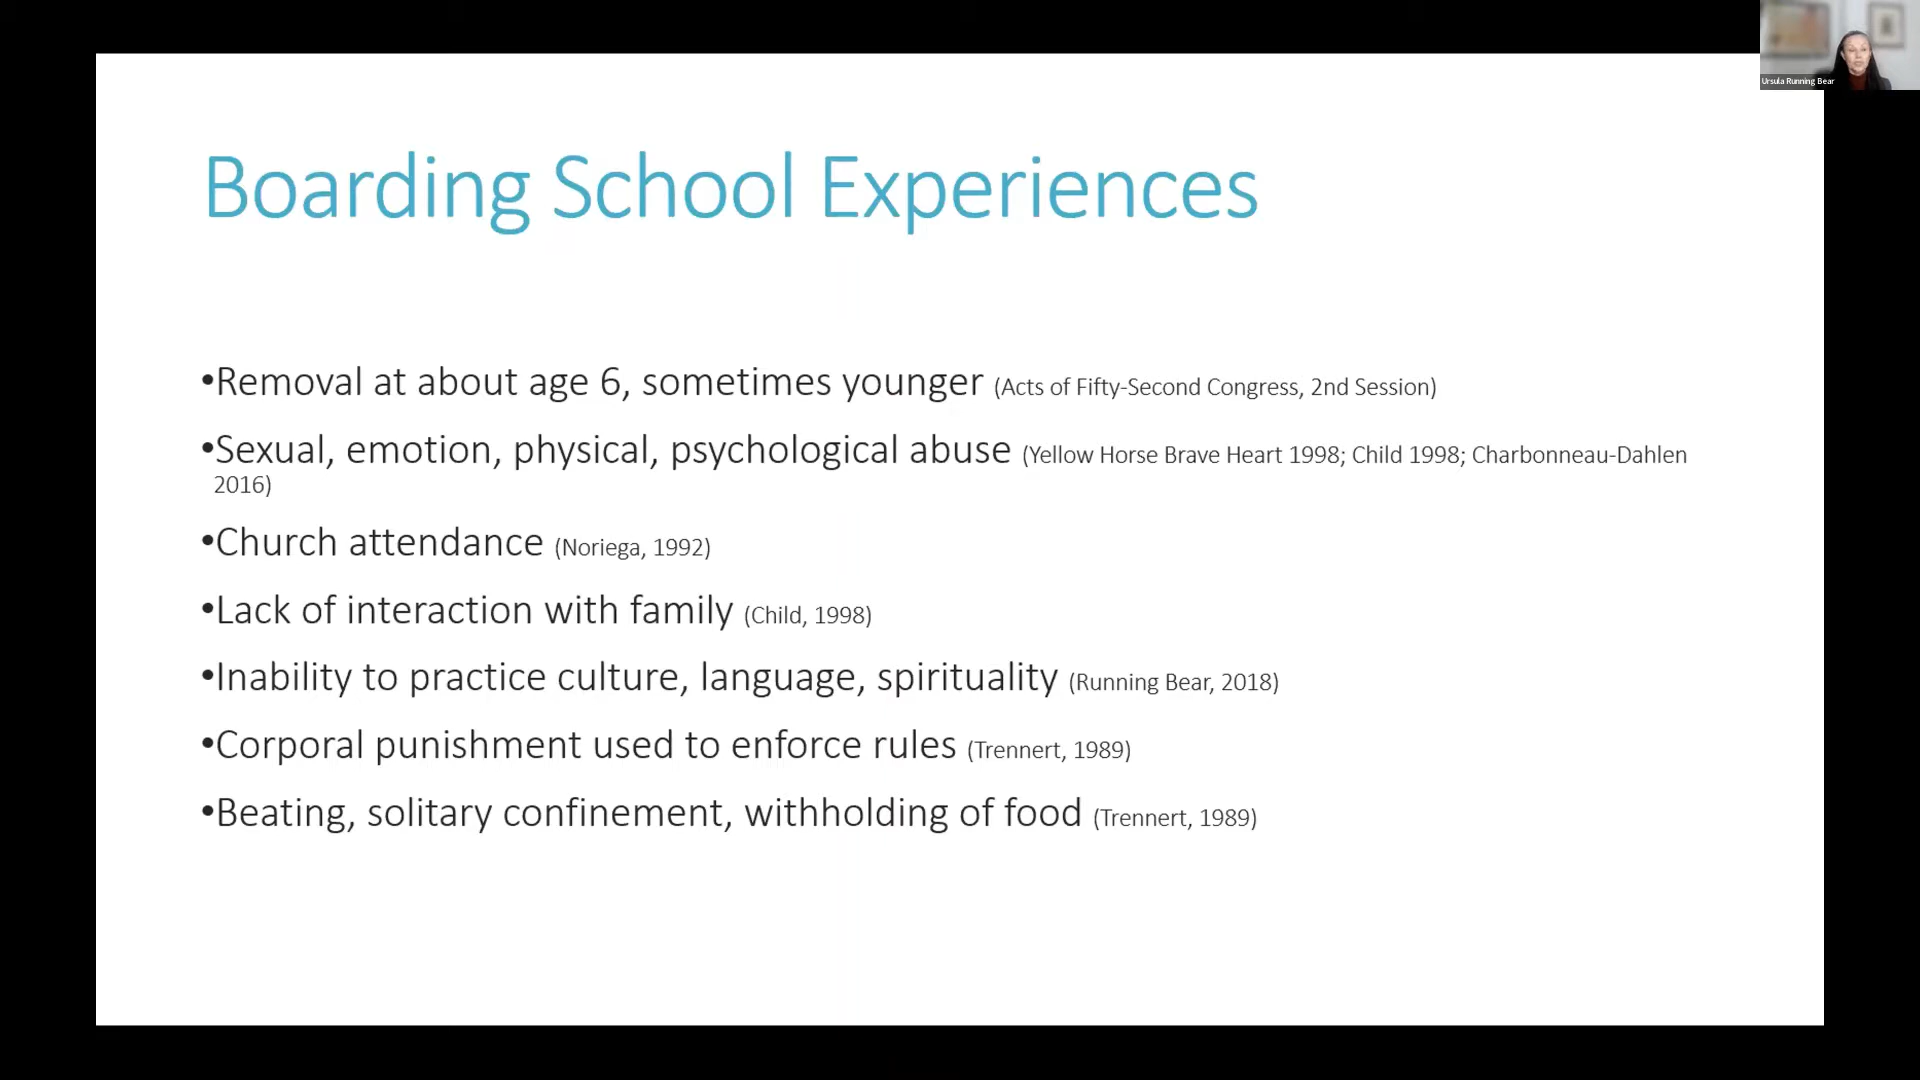 Ursula Running Bear
Boarding School Experiences
•Removal at about age 6, sometimes younger (Acts of Fifty-Second Congress, 2nd Session)
•Sexual, emotion, physical, psychological abuse (Yellow Horse Brave Heart 1998; Child 1998; Charbonneau-Dahlen
2016)
•Church attendance (Noriega, 1992)
•Lack of interaction with family (Child, 1998)
•Inability to practice culture, language, spirituality (Running Bear, 2018)
•Corporal punishment used to enforce rules (Trennert, 1989)
•Beating, solitary confinement, withholding of food (Trennert, 1989)